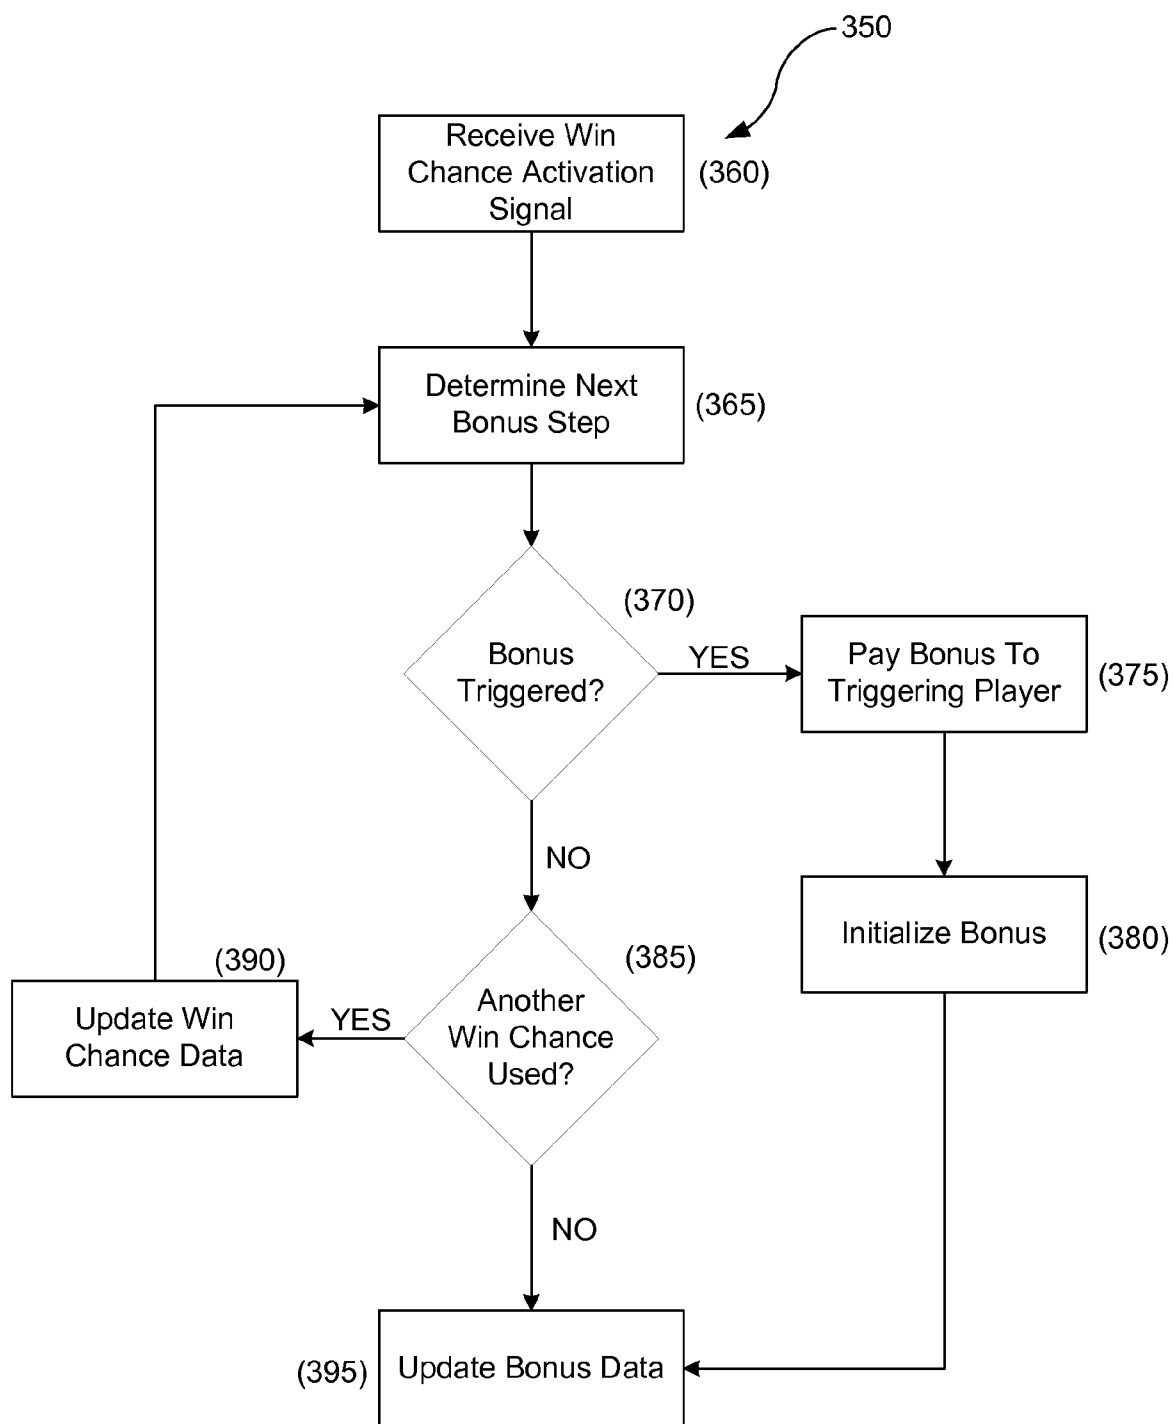 350
Receive Win
Chance Activation
Signal
(360)
Determine Next
Bonus Step
(365)
(370)
Bonus
Triggered?
YES
Pay Bonus To
Triggering Player
(375)
NO
Initialize Bonus
(380)
(385)
Another
Win Chance
Used?
YES
(390)
Update Win
Chance Data
NO
(395)
Update Bonus Data